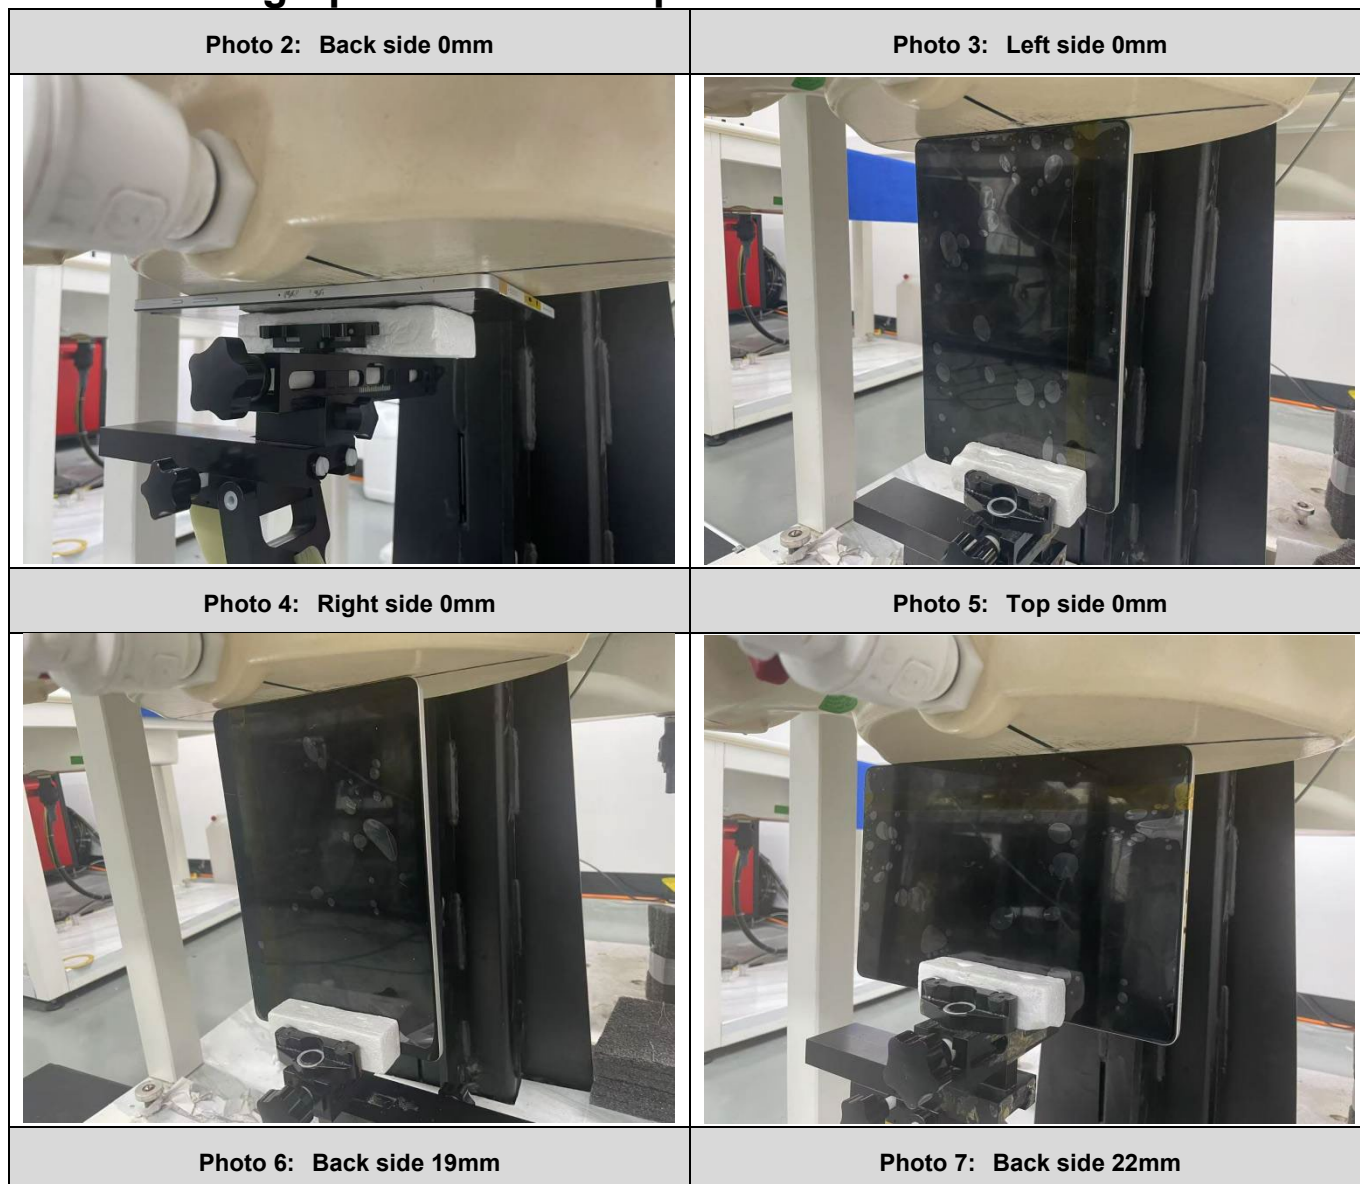 Photo 2: Back side 0mm
Photo 3: Left side 0mm
Photo 4: Right side 0mm
Photo 5: Top side 0mm
Photo 6: Back side 19mm
Photo 7: Back side 22mm